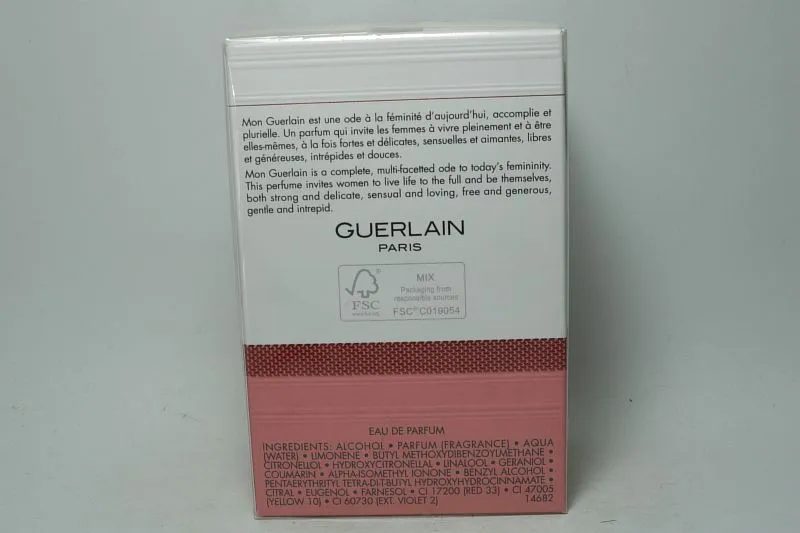 Mon Guerlain est une ode à la féminité d'aujourd'hui, accomplie et
plurielle. Un parfum qui invite les femmes à vivre pleinement et à être
elles-mêmes, à la fois fortes et délicates, sensuelles et aimantes, libres
et généreuses, intrépides et douces.
Mon Guerlain is a complete, multi-facetted ode to today's femininity.
This perfume invites women to live life to the full and be themselves,
both strong and delicate, sensual and loving, free and generous,
gentle and intrepid.
GUERLAIN
PARIS
FSC
MIX
Packaging from
responsible sources
FSC® C019054
EAU DE PARFUM
INGREDIENTS: ALCOHOL • PARFUM (FRAGRANCE) • AQUA
(WATER) • LIMONENE • BUTYL METHOXYDIBENZOYLMETHANE •
CITRONELLOL • HYDROXYCITRONELLAL • LINALOOL • GERANIOL •
COUMARIN • ALPHA-ISOMETHYL IONONE • BENZYL ALCOHOL •
PENTAERYTHRITYL TETRA-DI-T-BUTYL HYDROXYHYDROCINNAMATE •
CITRAL • EUGENOL • FARNESOL • CI 17200 (RED 33) • CI 47005
(YELLOW 10) • CI 60730 (EXT. VIOLET 2) 14682